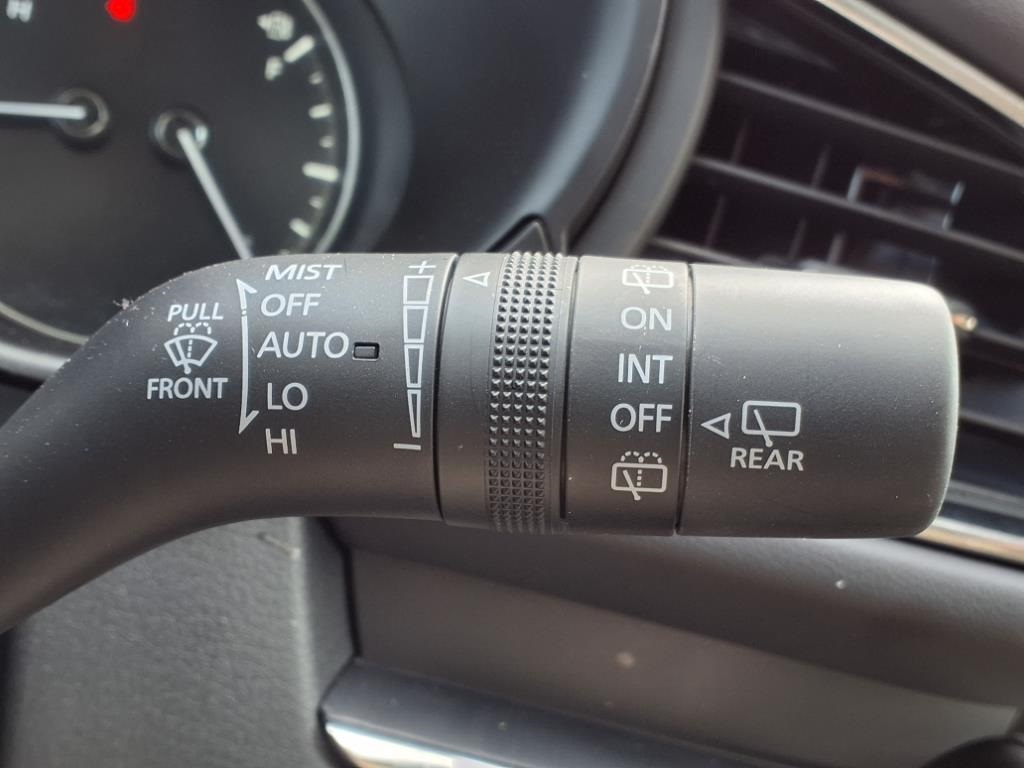 H
F
MIST
PULL
OFF
AUTO
FRONT
LO
HI
+
−
ON
INT
OFF
REAR